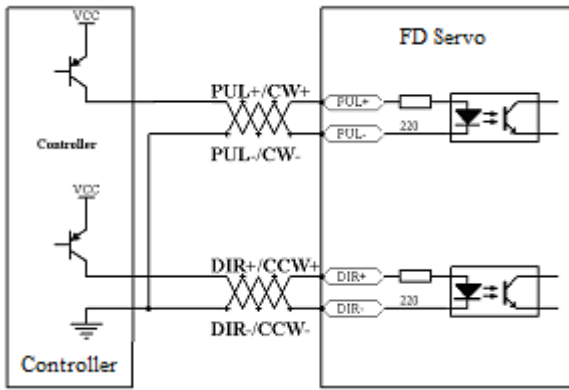 VCC
FD Servo
PUL+/CW+
PUL+
Controller
220
PUL-
PUL-/CW-
VCC
DIR+/CCW+
DIR+
220
DIR-
DIR-/CCW-
Controller